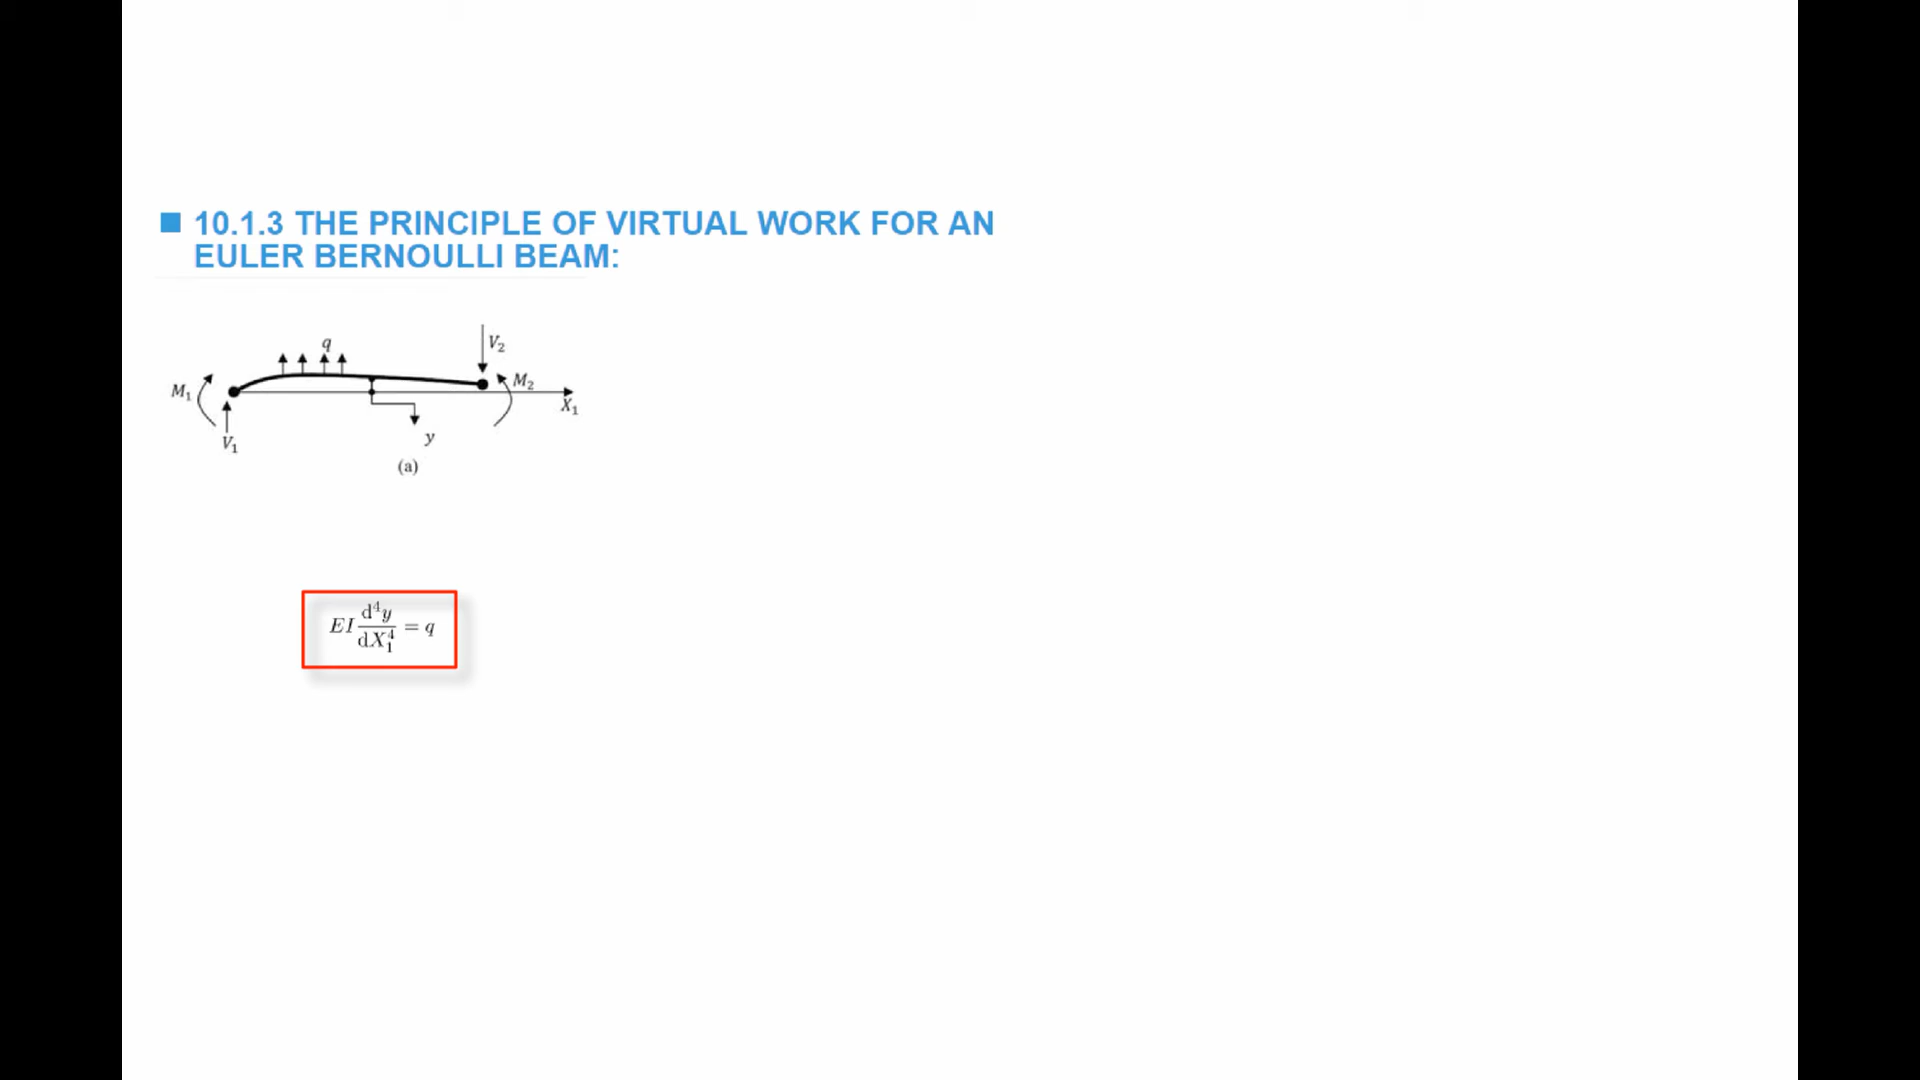 10.1.3 THE PRINCIPLE OF VIRTUAL WORK FOR AN
EULER BERNOULLI BEAM:
q
V₂
M₁
M₂
X₁
V₁
y
(a)
EI d⁴y/dX₁⁴ = q